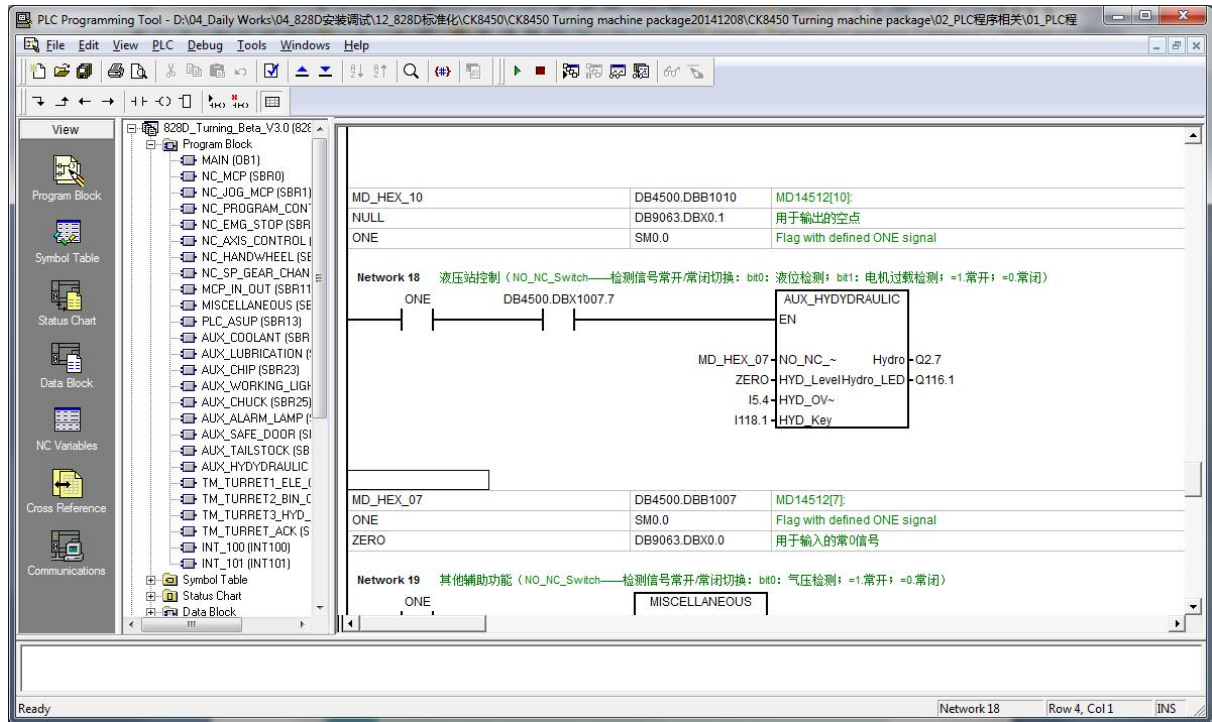 PLC Programming Tool - D:\04_Daily Works\04_828D安装调试\12_828D标准化\CK8450\CK8450 Turning machine package20141208\CK8450 Turning machine package\02_PLC程序相关\01_PLC程
File Edit View PLC Debug Tools Windows Help
View
Program Block
Symbol Table
Status Chart
Data Block
NC Variables
Cross Reference
Communications
828D_Turning_Beta_V3.0 (828
Program Block
MAIN (OB1)
NC_MCP (SBR0)
NC_JOG_MCP (SBR1)
NC_PROGRAM_CONT
NC_EMG_STOP (SBR
NC_AXIS_CONTROL (
NC_HANDWHEEL (SE
NC_SP_GEAR_CHAN
MCP_IN_OUT (SBR11
MISCELLANEOUS (SE
PLC_ASUP (SBR13)
AUX_COOLANT (SBR
AUX_LUBRICATION (
AUX_CHIP (SBR23)
AUX_WORKING_LIGH
AUX_CHUCK (SBR25)
AUX_ALARM_LAMP (
AUX_SAFE_DOOR (SI
AUX_TAILSTOCK (SB
AUX_HYDYDRAULIC
TM_TURRET1_ELE_(
TM_TURRET2_BIN_C
TM_TURRET3_HYD_
TM_TURRET_ACK (S
INT_100 (INT100)
INT_101 (INT101)
Symbol Table
Status Chart
Data Block
MD_HEX_10 DB4500.DBB1010 MD14512[10]:
NULL DB9063.DBX0.1 用于输出的空点
ONE SM0.0 Flag with defined ONE signal
Network 18 液压站控制（NO_NC_Switch——检测信号常开/常闭切换：bit0：液位检测；bit1：电机过载检测；=1.常开；=0.常闭）
ONE DB4500.DBX1007.7 AUX_HYDYDRAULIC
EN
MD_HEX_07 NO_NC_~ Hydro Q2.7
ZERO HYD_Level Hydro_LED Q116.1
I5.4 HYD_OV~
I118.1 HYD_Key
MD_HEX_07 DB4500.DBB1007 MD14512[7]:
ONE SM0.0 Flag with defined ONE signal
ZERO DB9063.DBX0.0 用于输入的常0信号
Network 19 其他辅助功能（NO_NC_Switch——检测信号常开/常闭切换：bit0：气压检测；=1.常开；=0.常闭）
ONE MISCELLANEOUS
Ready Network 18 Row 4, Col 1 INS